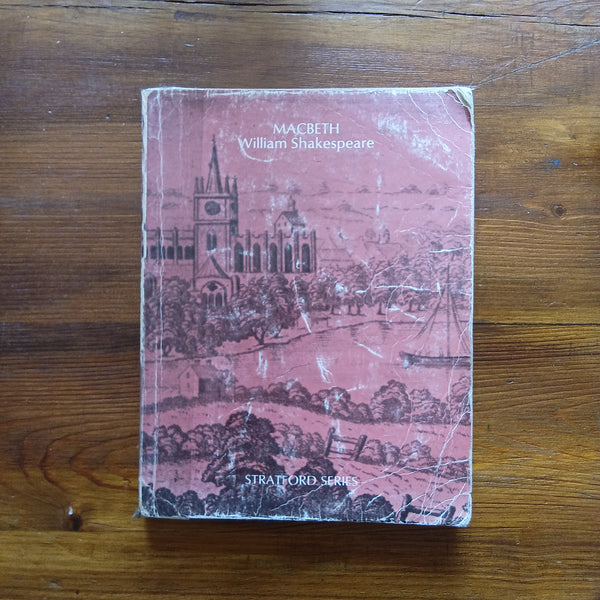 MACBETH
William Shakespeare
STRATFORD SERIES